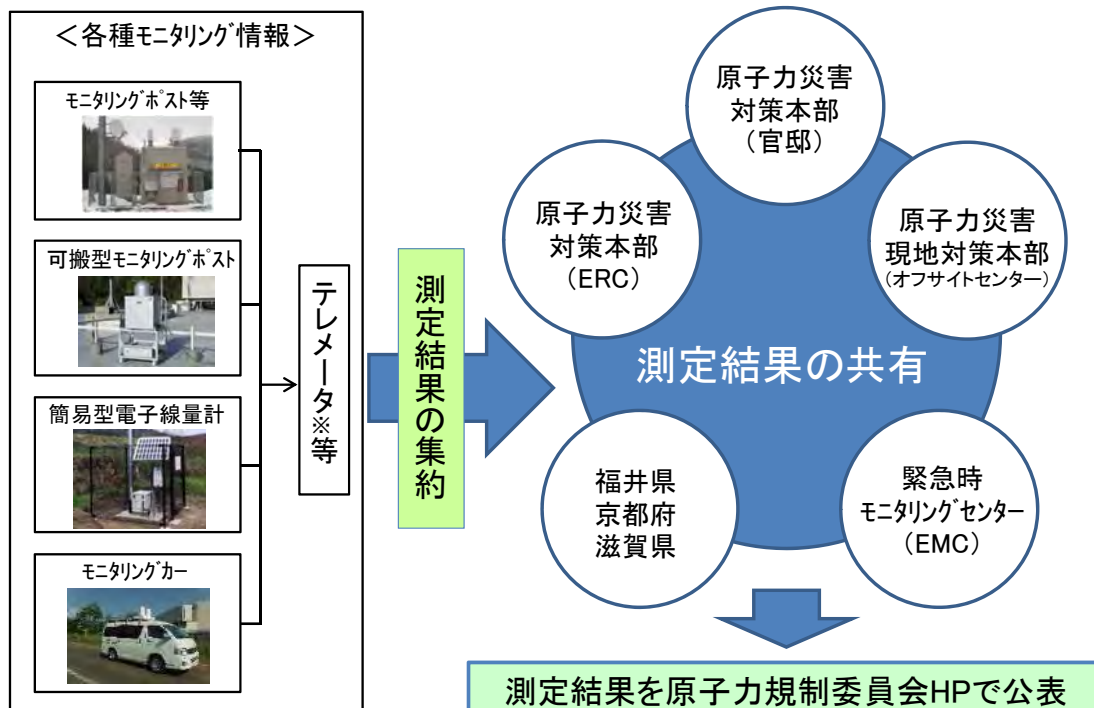 ＜各種ﾓﾆﾀﾘﾝｸﾞ情報＞
ﾓﾆﾀﾘﾝｸﾞﾎﾟｽﾄ等
可搬型ﾓﾆﾀﾘﾝｸﾞﾎﾟｽﾄ
簡易型電子線量計
ﾓﾆﾀﾘﾝｸﾞｶｰ
テレメータ※等
測定結果の集約
原子力災害
対策本部
（官邸）
原子力災害
対策本部
(ERC)
原子力災害
現地対策本部
(オフサイトセンター)
測定結果の共有
福井県
京都府
滋賀県
緊急時
ﾓﾆﾀﾘﾝｸﾞｾﾝﾀｰ
（EMC）
測定結果を原子力規制委員会HPで公表